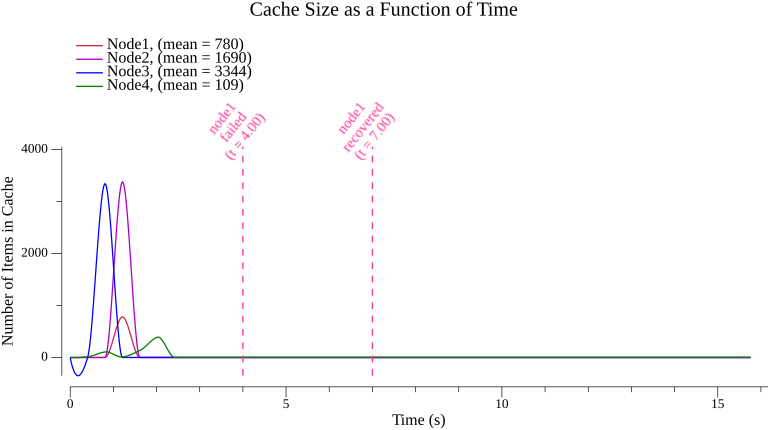 Cache Size as a Function of Time
Node1, (mean = 780)
Node2, (mean = 1690)
Node3, (mean = 3344)
Node4, (mean = 109)
node1
failed
(t = 4.00)
node1
recovered
(t = 7.00)
Number of Items in Cache
4000
2000
0
0
5
10
15
Time (s)